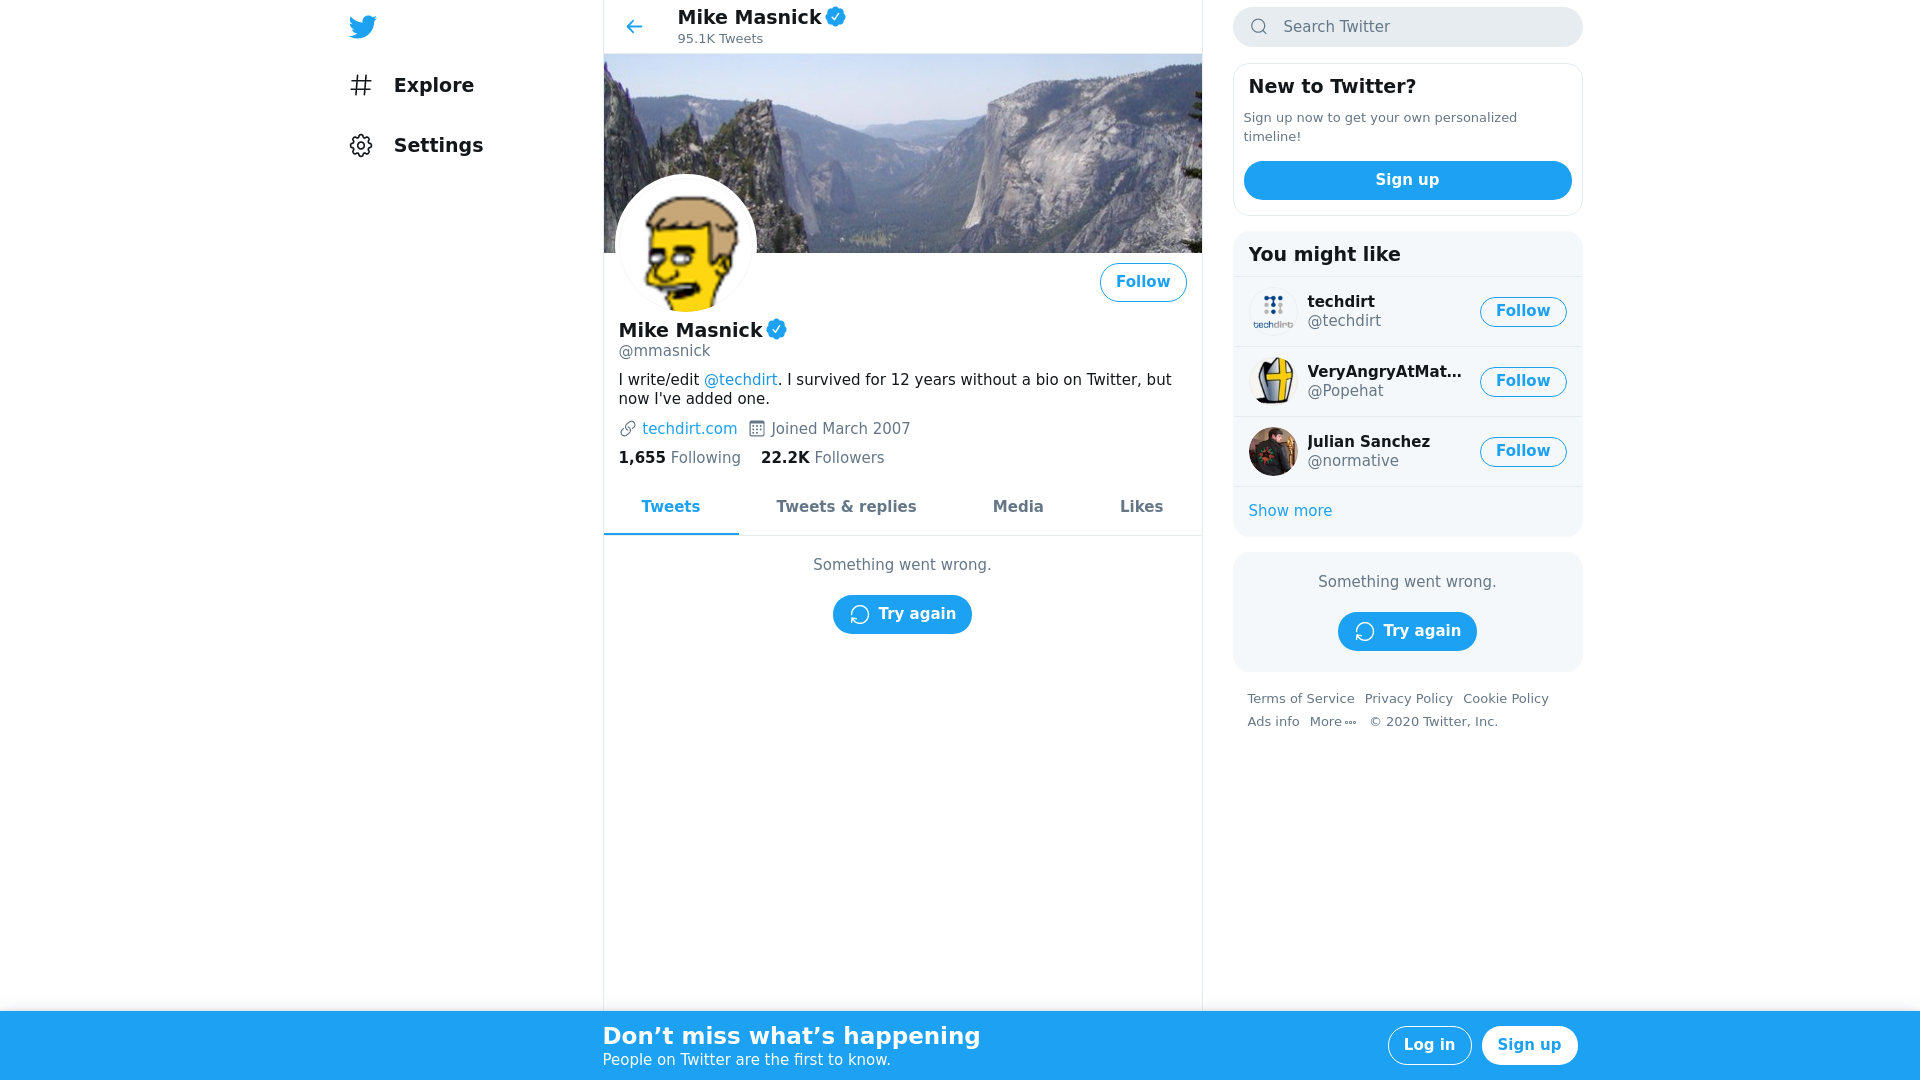 Explore
Settings
Mike Masnick
95.1K Tweets
Follow
Mike Masnick
@mmasnick
I write/edit @techdirt. I survived for 12 years without a bio on Twitter, but
now I've added one.
techdirt.com Joined March 2007
1,655 Following 22.2K Followers
Tweets Tweets & replies Media Likes
Something went wrong.
Try again
Search Twitter
New to Twitter?
Sign up now to get your own personalized
timeline!
Sign up
You might like
techdirt
techdirt
@techdirt
Follow
VeryAngryAtMat…
@Popehat
Follow
Julian Sanchez
@normative
Follow
Show more
Something went wrong.
Try again
Terms of Service Privacy Policy Cookie Policy
Ads info More © 2020 Twitter, Inc.
Don’t miss what’s happening
People on Twitter are the first to know.
Log in
Sign up